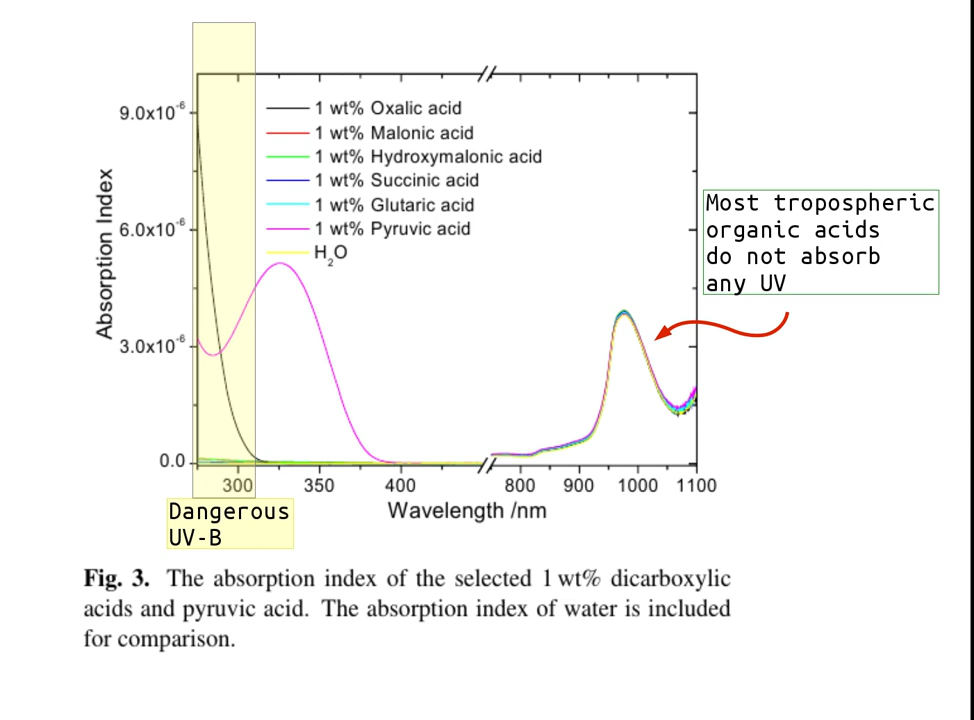 9.0x10-6
6.0x10-6
3.0x10-6
0.0
Absorption Index
1 wt% Oxalic acid
1 wt% Malonic acid
1 wt% Hydroxymalonic acid
1 wt% Succinic acid
1 wt% Glutaric acid
1 wt% Pyruvic acid
H2O
Most tropospheric
organic acids
do not absorb
any UV
300 350 400 800 900 1000 1100
Wavelength /nm
Dangerous
UV-B
Fig. 3. The absorption index of the selected 1 wt% dicarboxylic
acids and pyruvic acid. The absorption index of water is included
for comparison.